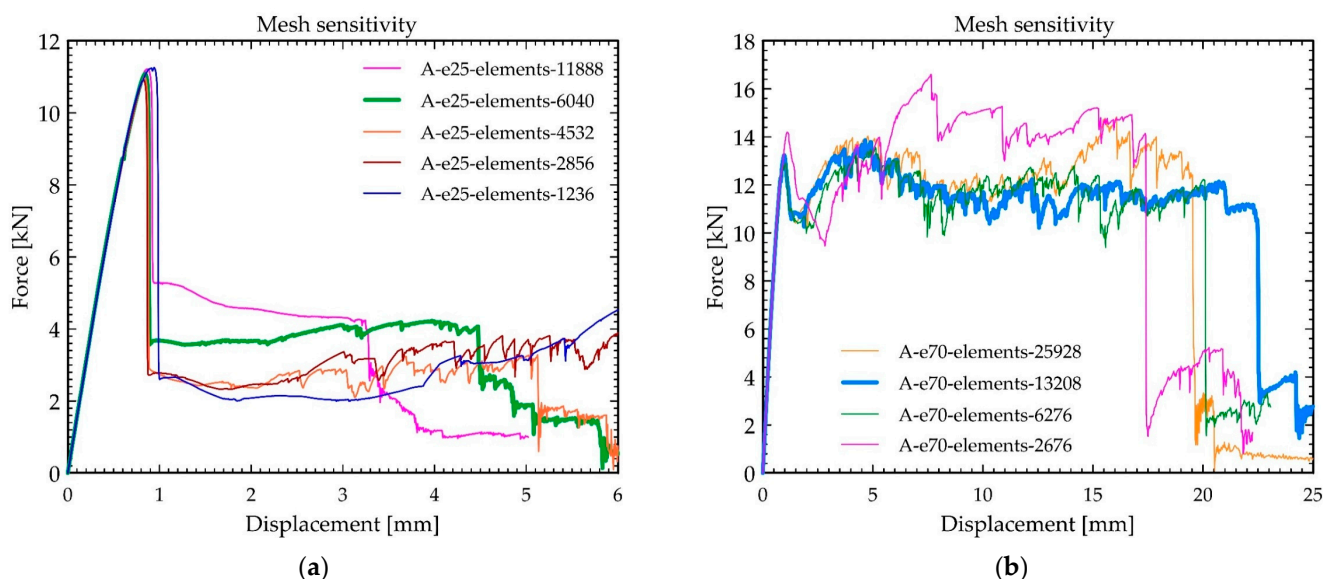 Mesh sensitivity
12
10
8
6
4
2
0
Force [kN]
A-e25-elements-11888
A-e25-elements-6040
A-e25-elements-4532
A-e25-elements-2856
A-e25-elements-1236
0 1 2 3 4 5 6
Displacement [mm]
(a)
Mesh sensitivity
18
16
14
12
10
8
6
4
2
0
Force [kN]
A-e70-elements-25928
A-e70-elements-13208
A-e70-elements-6276
A-e70-elements-2676
0 5 10 15 20 25
Displacement [mm]
(b)